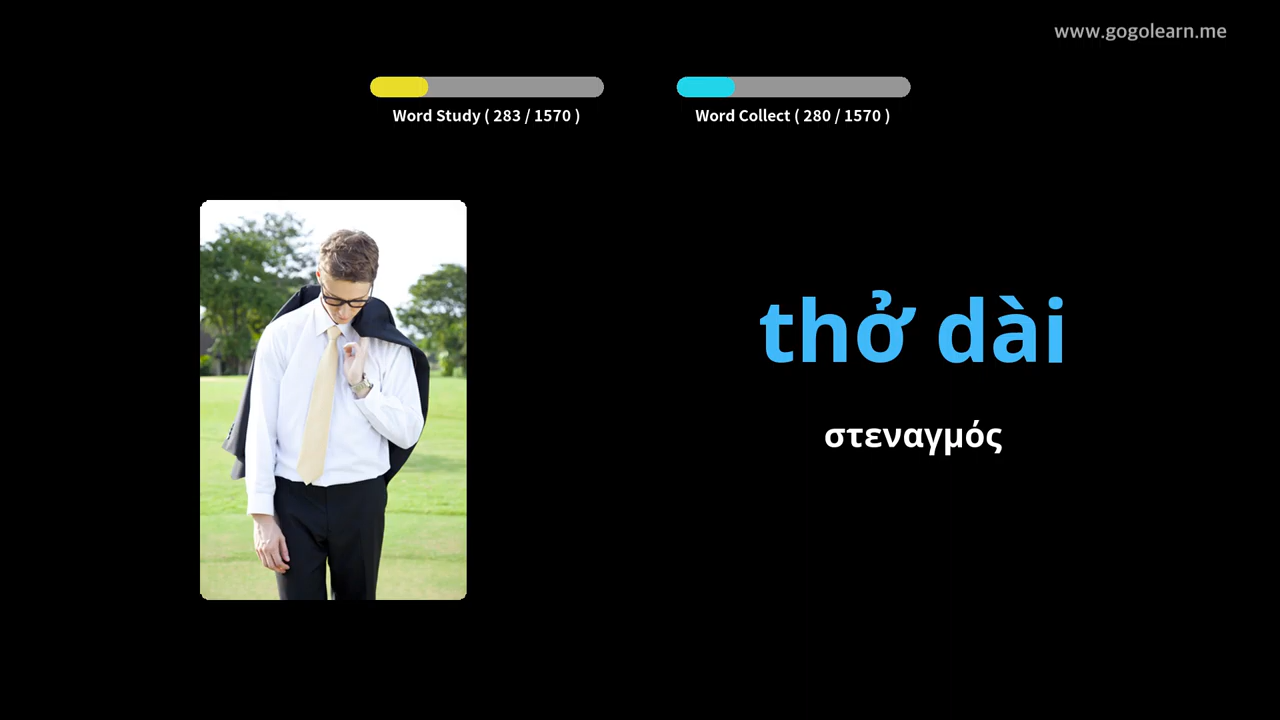 www.gogolearn.me
Word Study ( 283 / 1570 )
Word Collect ( 280 / 1570 )
thở dài
στεναγμός